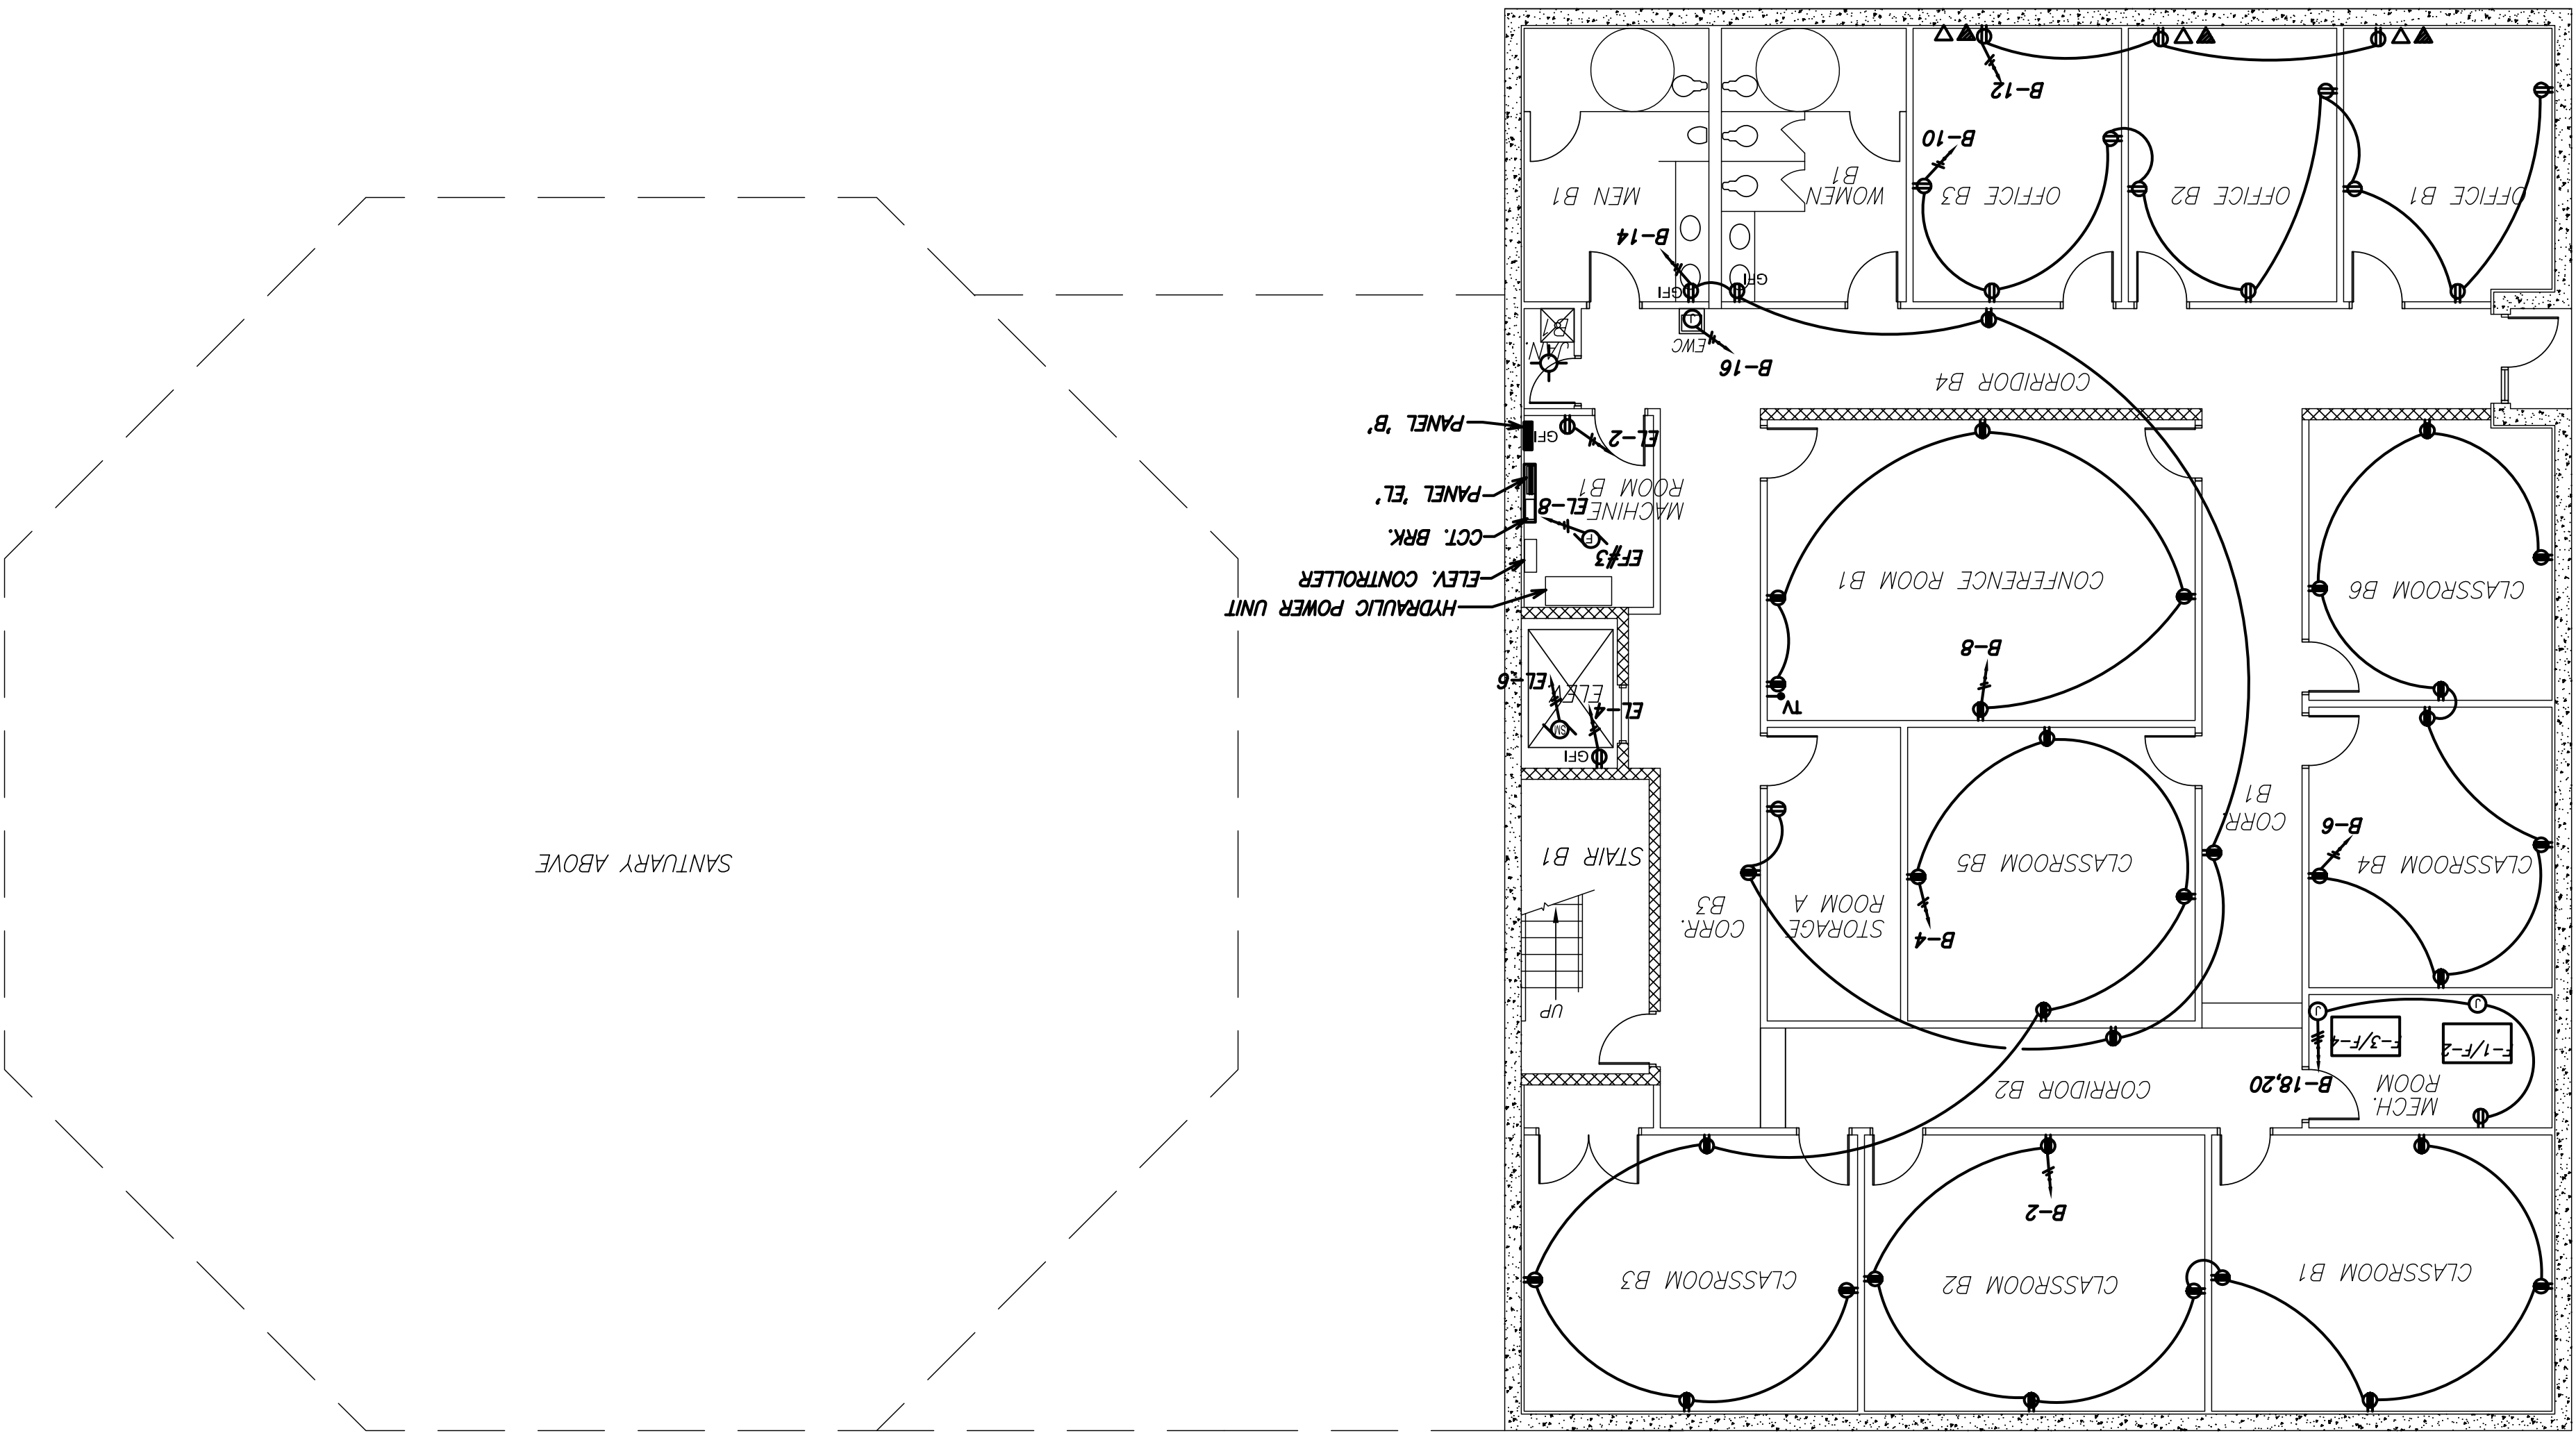 CLASSROOM B1
CLASSROOM B2
CLASSROOM B3
B-2
MECH.
ROOM
CORRIDOR B2
B-18,20
F-1/F-2
F-3/F-4
J
J
UP
CLASSROOM B4
B-6
CORR.
B1
CLASSROOM B5
B-4
STORAGE
ROOM A
CORR.
B3
STAIR B1
SANTUARY ABOVE
GFI
SM
EL-4
EL-6
ELEV.
TV
B-8
CLASSROOM B6
CONFERENCE ROOM B1
HYDRAULIC POWER UNIT
ELEV. CONTROLLER
CCT. BRK.
PANEL 'EL'
PANEL 'B'
EF#3
F
EL-8
MACHINE
ROOM B1
EL-2
GFI
CORRIDOR B4
B-16
EWC
J
JAN.
B1
GFI
GFI
B-14
OFFICE B1
OFFICE B2
OFFICE B3
WOMEN
B1
MEN B1
B-10
B-12